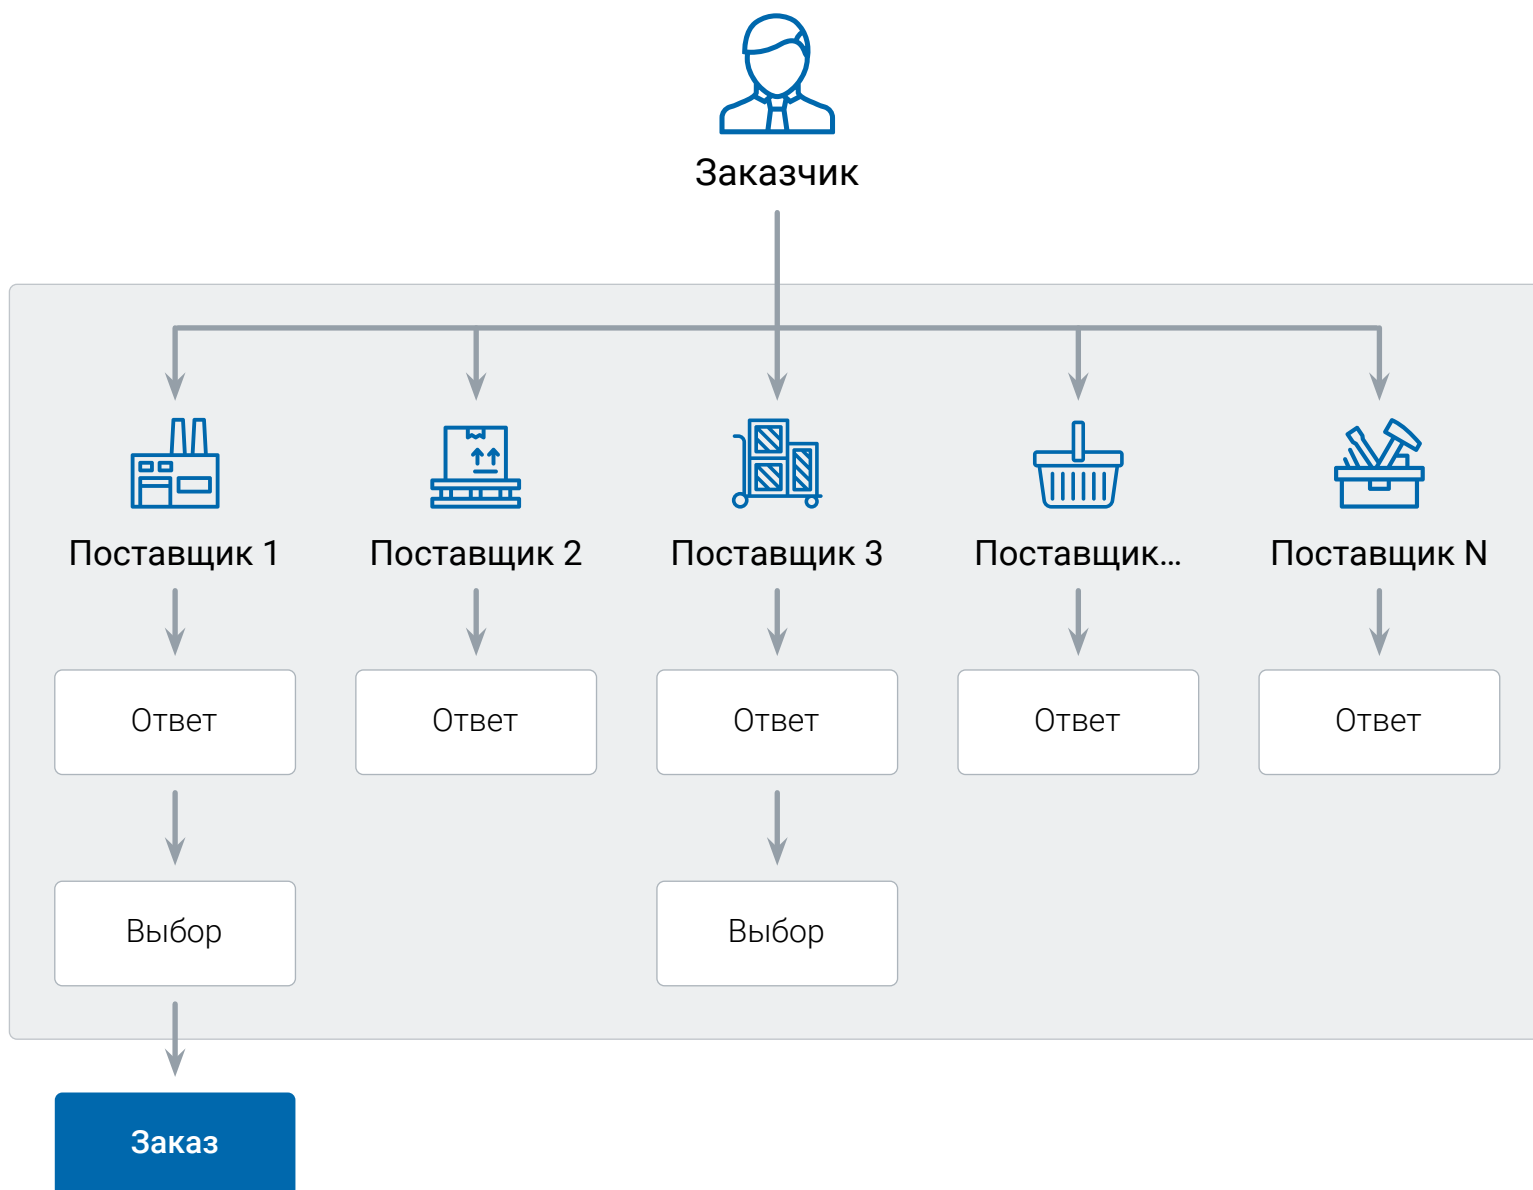 Заказчик
Поставщик 1
Поставщик 2
Поставщик 3
Поставщик...
Поставщик N
Ответ
Ответ
Ответ
Ответ
Ответ
Выбор
Выбор
Заказ